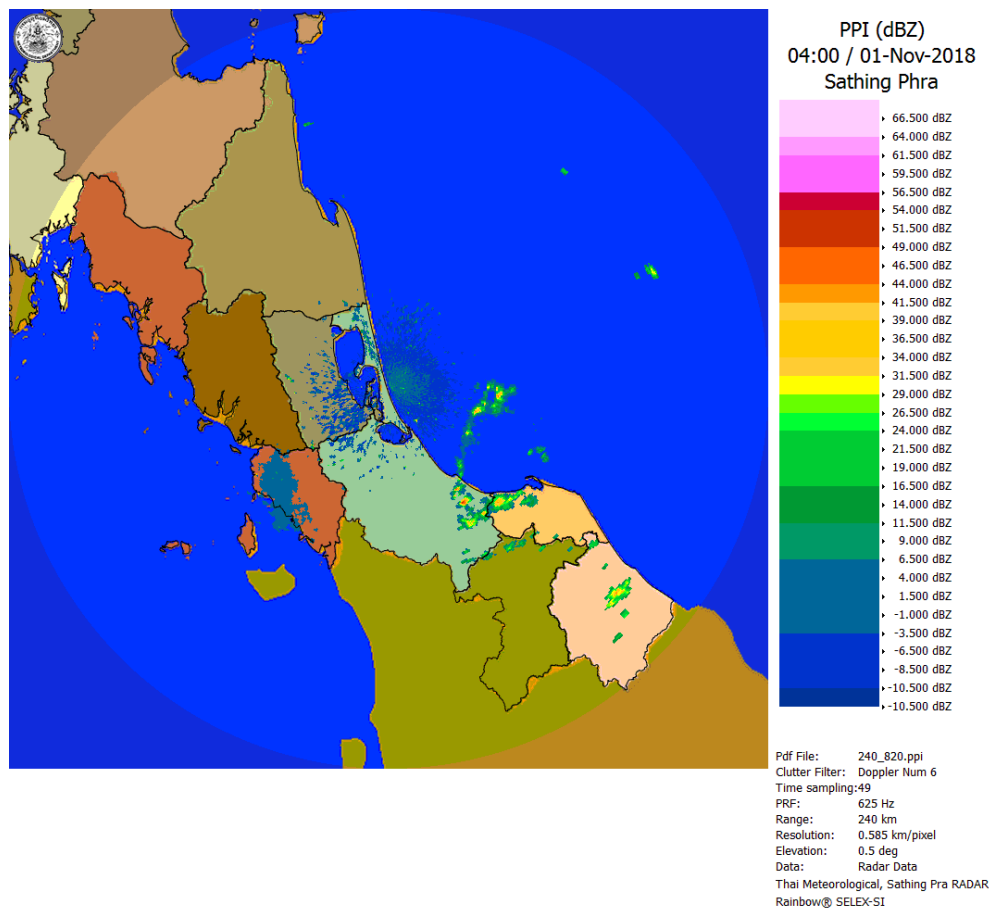 PPI (dBZ)
04:00 / 01-Nov-2018
Sathing Phra
66.500 dBZ
64.000 dBZ
61.500 dBZ
59.500 dBZ
56.500 dBZ
54.000 dBZ
51.500 dBZ
49.000 dBZ
46.500 dBZ
44.000 dBZ
41.500 dBZ
39.000 dBZ
36.500 dBZ
34.000 dBZ
31.500 dBZ
29.000 dBZ
26.500 dBZ
24.000 dBZ
21.500 dBZ
19.000 dBZ
16.500 dBZ
14.000 dBZ
11.500 dBZ
9.000 dBZ
6.500 dBZ
4.000 dBZ
1.500 dBZ
-1.000 dBZ
-3.500 dBZ
-6.500 dBZ
-8.500 dBZ
-10.500 dBZ
-10.500 dBZ
Pdf File: 240_820.ppi
Clutter Filter: Doppler Num 6
Time sampling:49
PRF: 625 Hz
Range: 240 km
Resolution: 0.585 km/pixel
Elevation: 0.5 deg
Data: Radar Data
Thai Meteorological, Sathing Pra RADAR
Rainbow® SELEX-SI